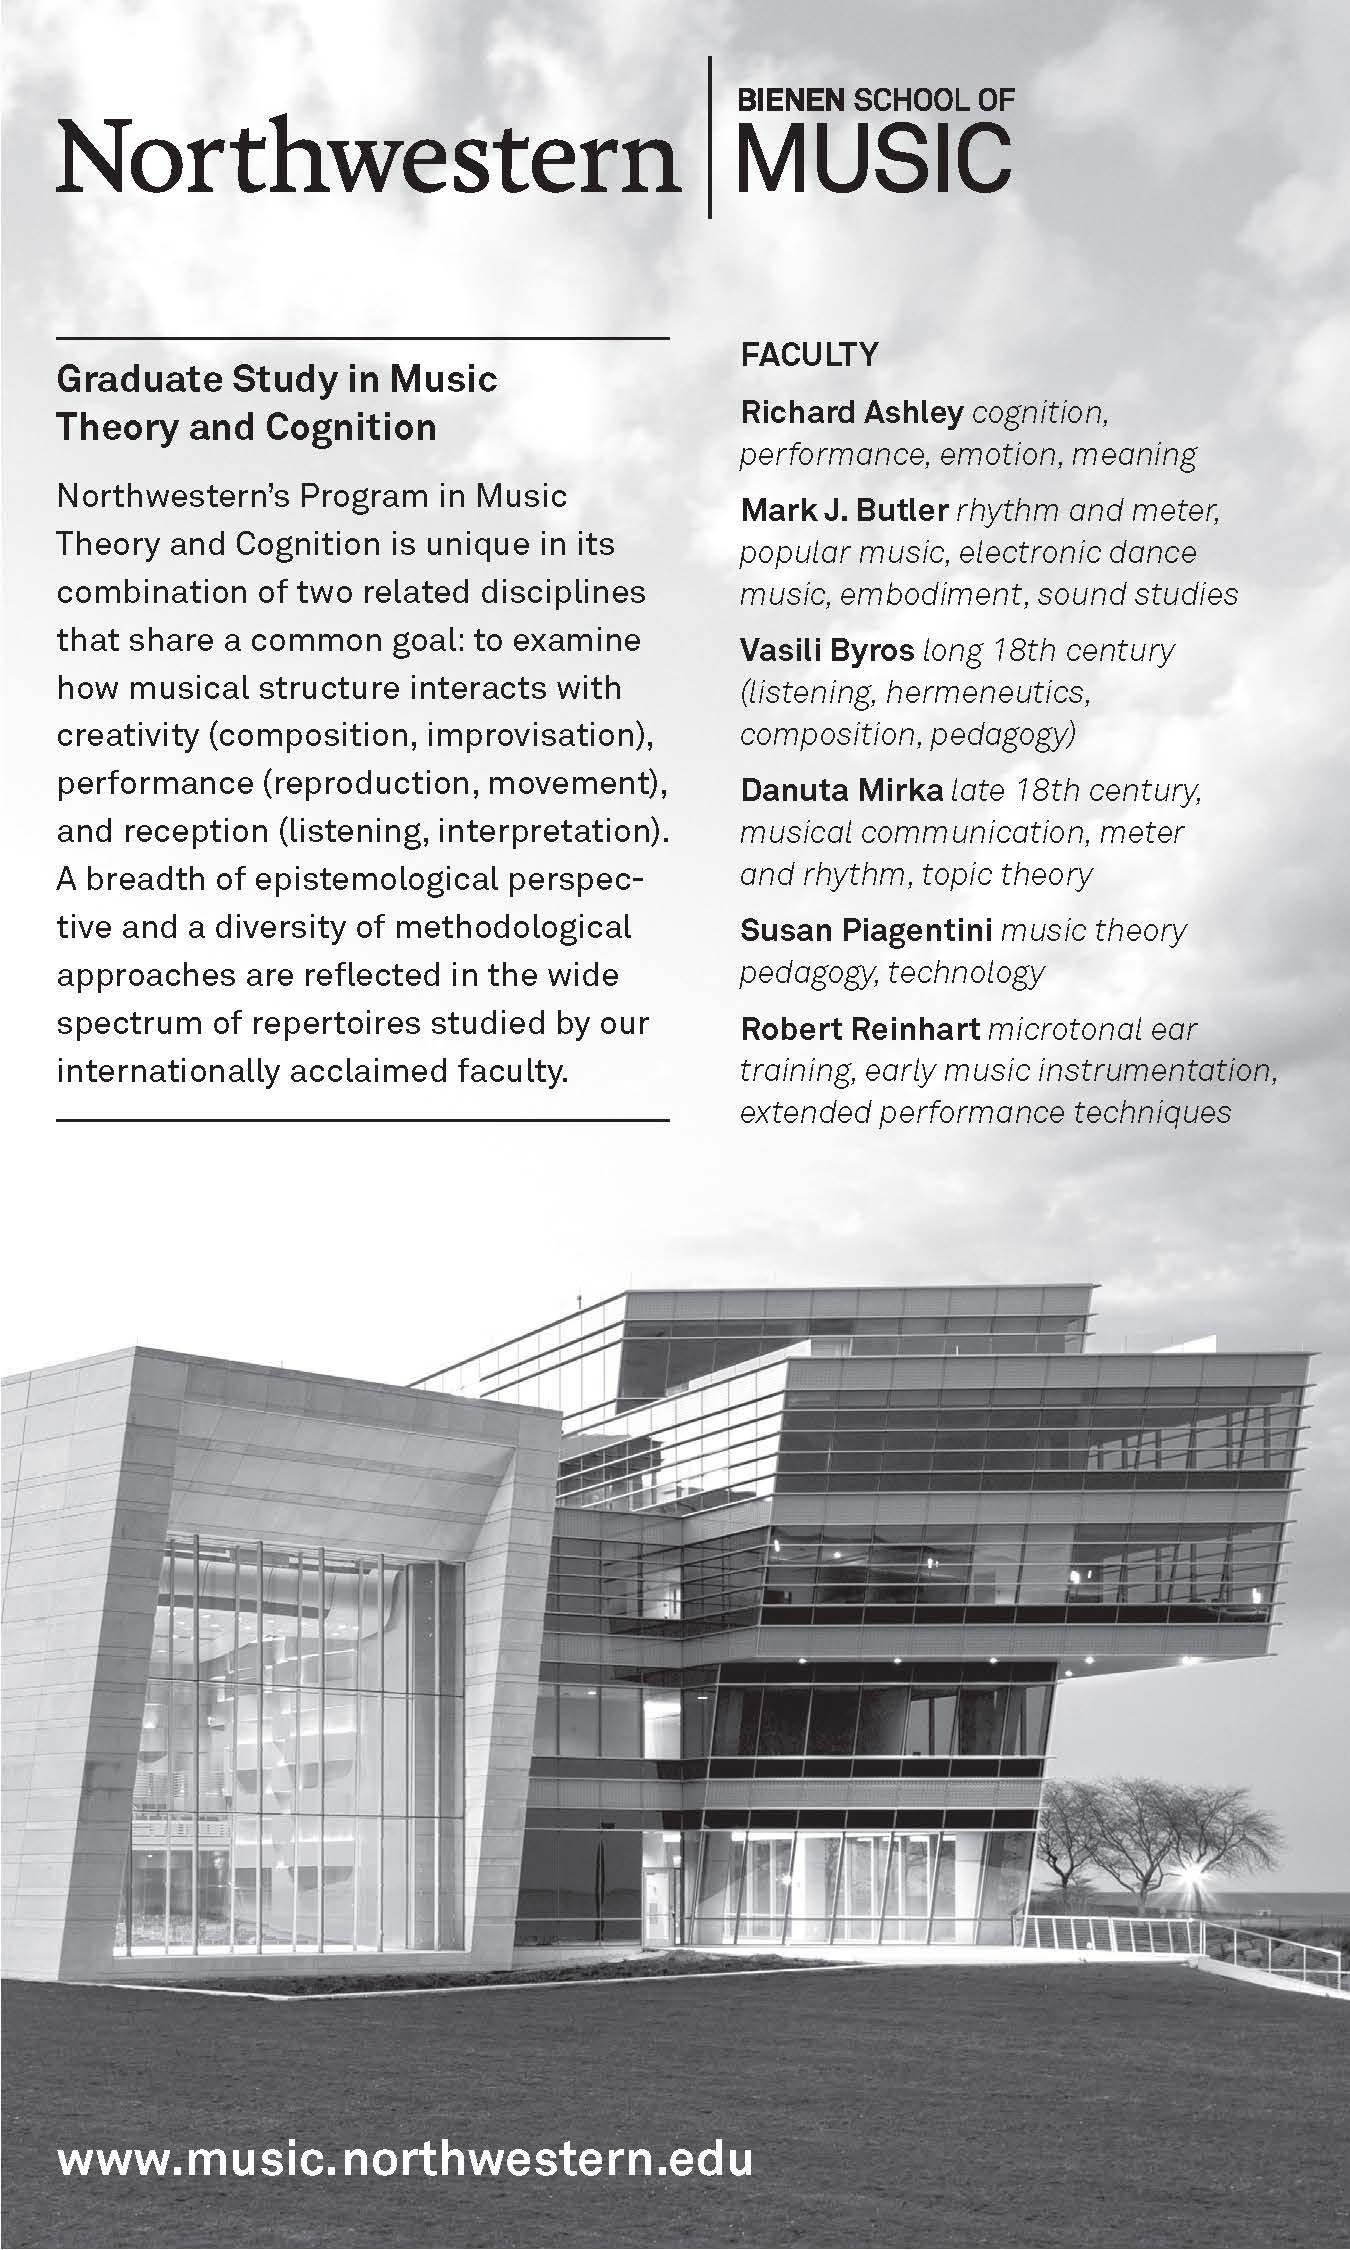 Northwestern
BIENEN SCHOOL OF
MUSIC
Graduate Study in Music
Theory and Cognition
Northwestern’s Program in Music
Theory and Cognition is unique in its
combination of two related disciplines
that share a common goal: to examine
how musical structure interacts with
creativity (composition, improvisation),
performance (reproduction, movement),
and reception (listening, interpretation).
A breadth of epistemological perspec-
tive and a diversity of methodological
approaches are reflected in the wide
spectrum of repertoires studied by our
internationally acclaimed faculty.
FACULTY
Richard Ashley cognition,
performance, emotion, meaning
Mark J. Butler rhythm and meter,
popular music, electronic dance
music, embodiment, sound studies
Vasili Byros long 18th century
(listening, hermeneutics,
composition, pedagogy)
Danuta Mirka late 18th century,
musical communication, meter
and rhythm, topic theory
Susan Piagentini music theory
pedagogy, technology
Robert Reinhart microtonal ear
training, early music instrumentation,
extended performance techniques
www.music.northwestern.edu